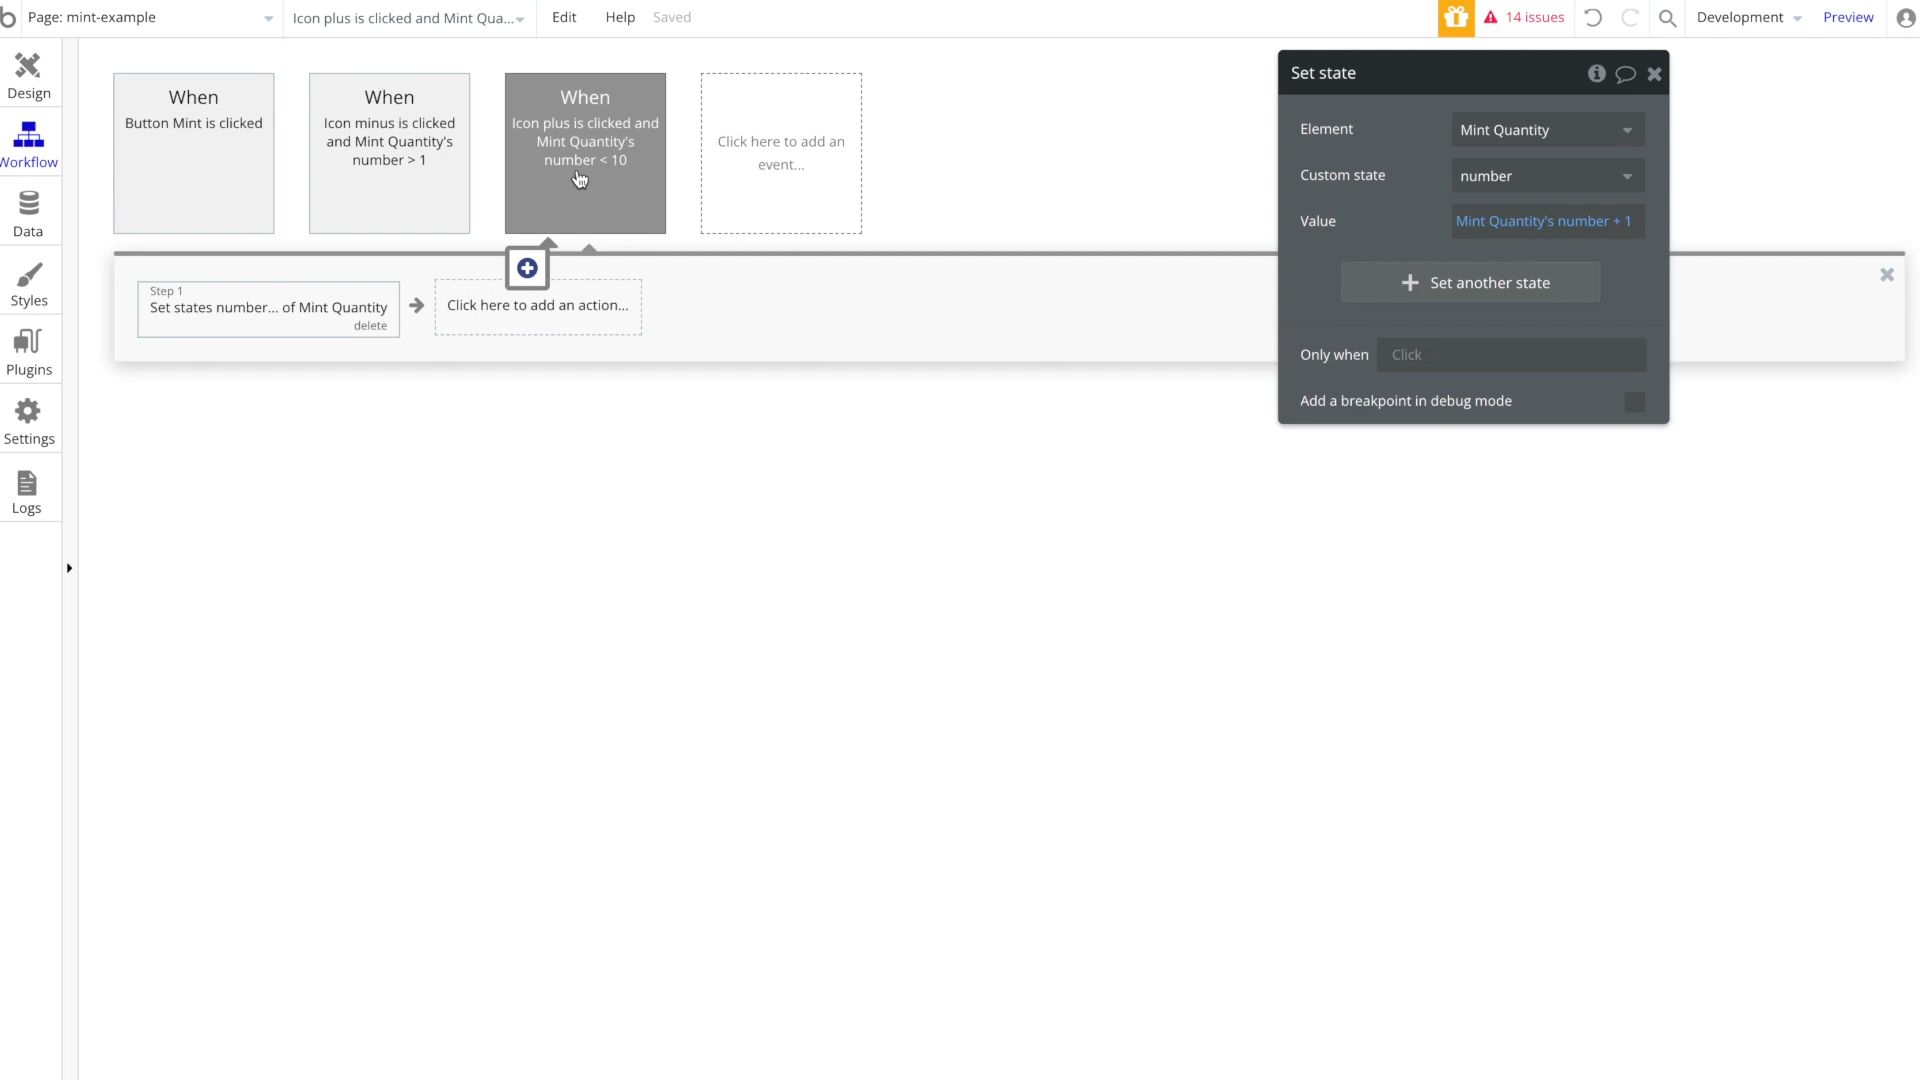 Page: mint-example
Icon plus is clicked and Mint Qua...
Edit
Help
Saved
14 issues
Development
Preview
Design
Workflow
Data
Styles
Plugins
Settings
Logs
When
Button Mint is clicked
When
Icon minus is clicked
and Mint Quantity's
number > 1
When
Icon plus is clicked and
Mint Quantity's
number < 10
Click here to add an
event...
Step 1
Set states number... of Mint Quantity
delete
Click here to add an action...
Set state
Element
Mint Quantity
Custom state
number
Value
Mint Quantity's number + 1
Set another state
Only when
Click
Add a breakpoint in debug mode